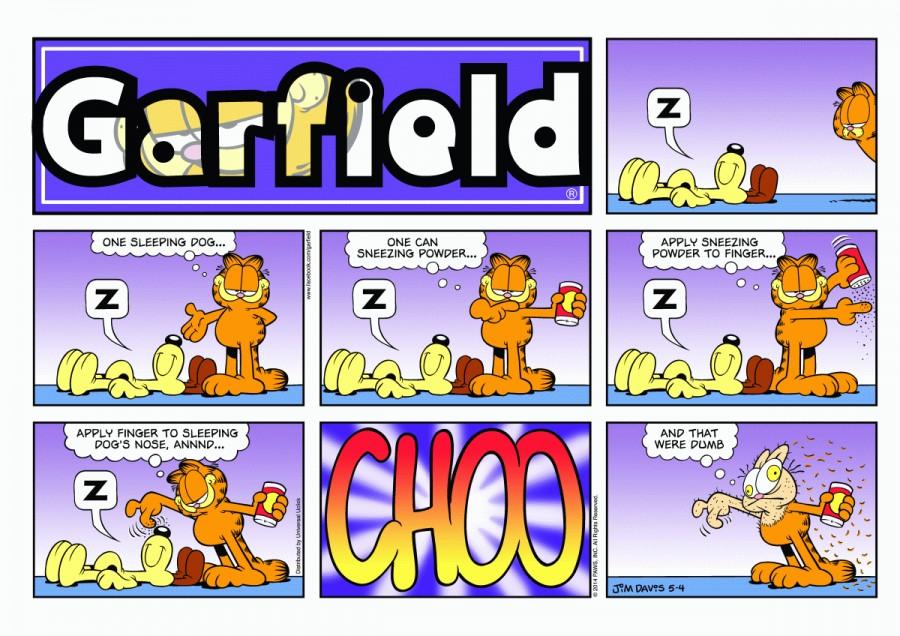 Garfield
®
Z
ONE SLEEPING DOG...
Z
www.facebook.com/garfield
ONE CAN
SNEEZING POWDER...
Z
APPLY SNEEZING
POWDER TO FINGER...
Z
APPLY FINGER TO SLEEPING
DOG'S NOSE, ANNND...
Z
Distributed by Universal Uclick
CHOO
© 2014 PAWS, INC. All Rights Reserved.
AND THAT
WERE DUMB
JIM DAVIS 5-4